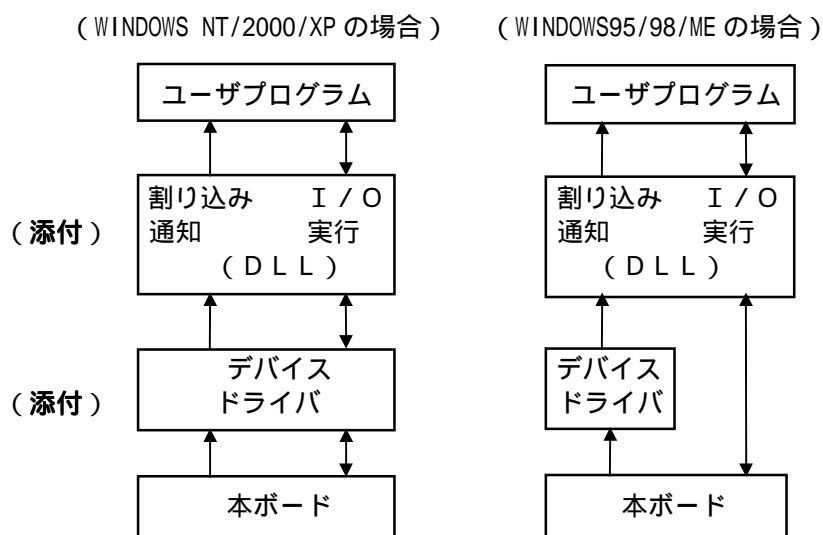 （WINDOWS NT/2000/XP の場合）
（WINDOWS95/98/ME の場合）
ユーザプログラム
ユーザプログラム
（添付）
割り込み　Ｉ／Ｏ
通知　実行
（ＤＬＬ）
割り込み　Ｉ／Ｏ
通知　実行
（ＤＬＬ）
（添付）
デバイス
ドライバ
デバイス
ドライバ
本ボード
本ボード